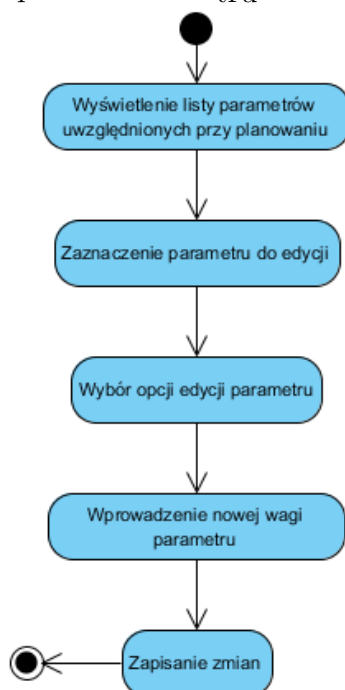 Wyświetlenie listy parametrów
uwzględnionych przy planowaniu
Zaznaczenie parametru do edycji
Wybór opcji edycji parametru
Wprowadzenie nowej wagi
parametru
Zapisanie zmian